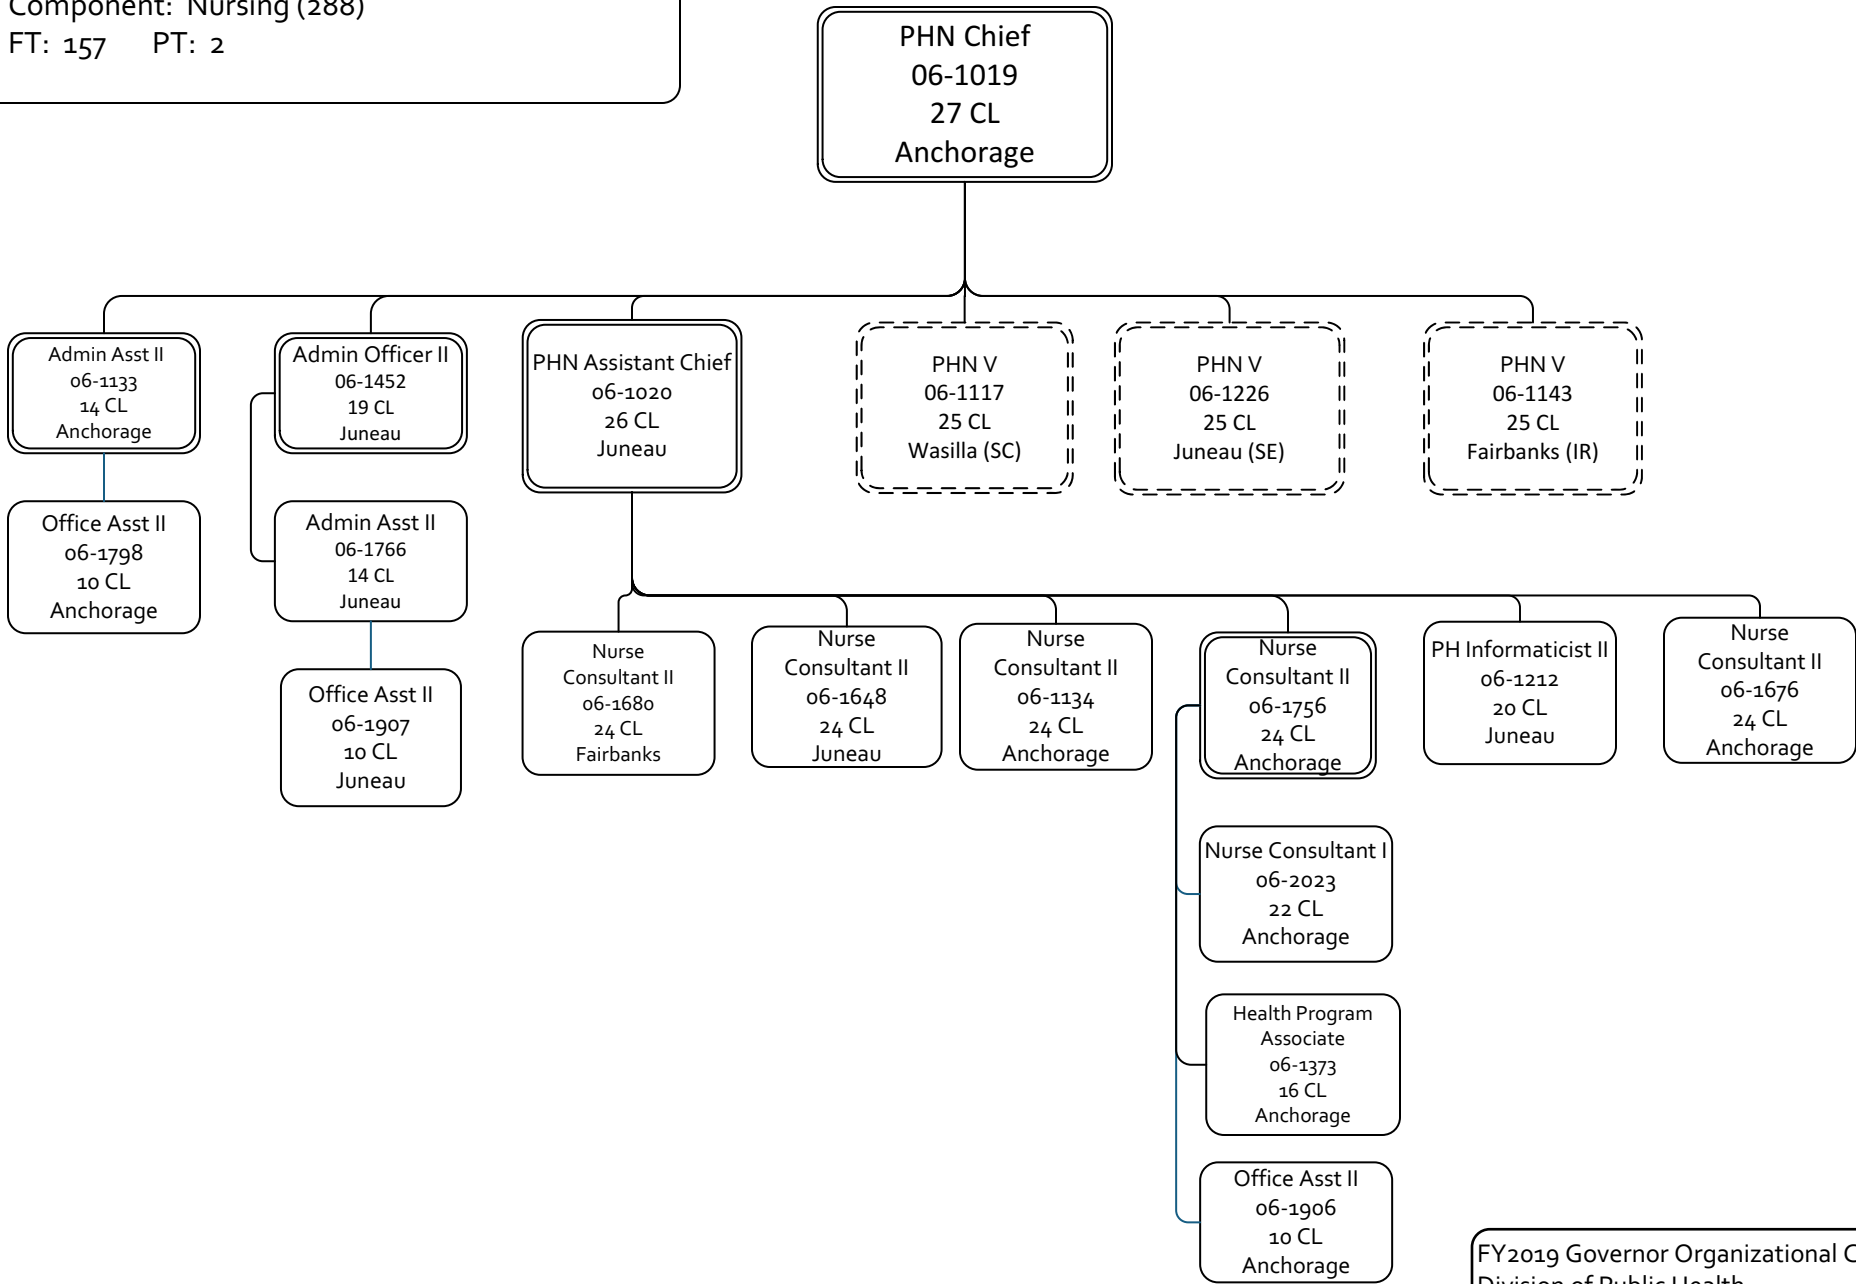 Component: Nursing (288)
FT: 157 PT: 2
PHN Chief
06-1019
27 CL
Anchorage
Admin Asst II
06-1133
14 CL
Anchorage
Admin Officer II
06-1452
19 CL
Juneau
PHN Assistant Chief
06-1020
26 CL
Juneau
PHN V
06-1117
25 CL
Wasilla (SC)
PHN V
06-1226
25 CL
Juneau (SE)
PHN V
06-1143
25 CL
Fairbanks (IR)
Office Asst II
06-1798
10 CL
Anchorage
Admin Asst II
06-1766
14 CL
Juneau
Office Asst II
06-1907
10 CL
Juneau
Nurse
Consultant II
06-1680
24 CL
Fairbanks
Nurse
Consultant II
06-1648
24 CL
Juneau
Nurse
Consultant II
06-1134
24 CL
Anchorage
Nurse
Consultant II
06-1756
24 CL
Anchorage
PH Informaticist II
06-1212
20 CL
Juneau
Nurse
Consultant II
06-1676
24 CL
Anchorage
Nurse Consultant I
06-2023
22 CL
Anchorage
Health Program
Associate
06-1373
16 CL
Anchorage
Office Asst II
06-1906
10 CL
Anchorage
FY2019 Governor Organizational
Division of Public Health